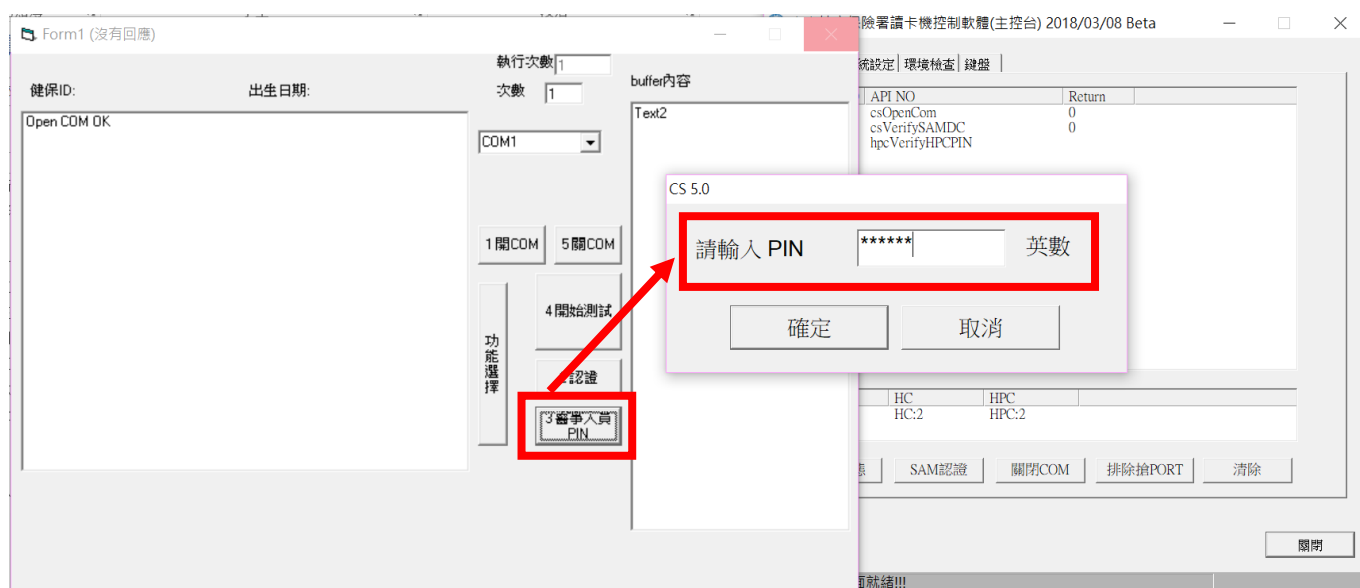 Form1 (沒有回應)
險署讀卡機控制軟體(主控台) 2018/03/08 Beta
執行次數 1
健保ID:
出生日期:
次數 1
buffer內容
Open COM OK
Text2
COM1
1開COM
5關COM
4開始測試
功能選擇
認證
3醫事人員
PIN
統設定
環境檢查
鍵盤
API NO
Return
csOpenCom
0
csVerifySAMDC
0
hpcVerifyHPCPIN
CS 5.0
請輸入 PIN
******
英數
確定
取消
HC
HPC
HC:2
HPC:2
SAM認證
關閉COM
排除搶PORT
清除
關閉
面就緒!!!